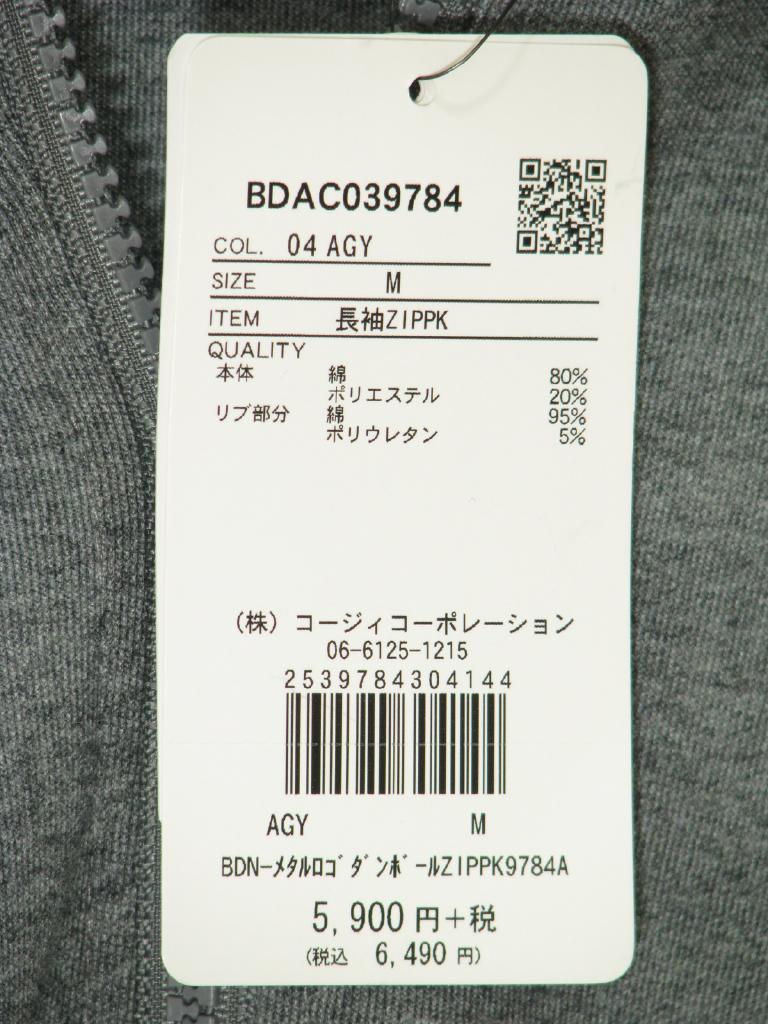 BDAC039784
COL. 04 AGY
SIZE M
ITEM 長袖ZIPPK
QUALITY
本体 綿 80%
ポリエステル 20%
リブ部分 綿 95%
ポリウレタン 5%
(株) コージィコーポレーション
06-6125-1215
2539784304144
AGY M
BDN-メタルロゴダンボールZIPPK9784A
5,900 円+税
(税込 6,490 円)